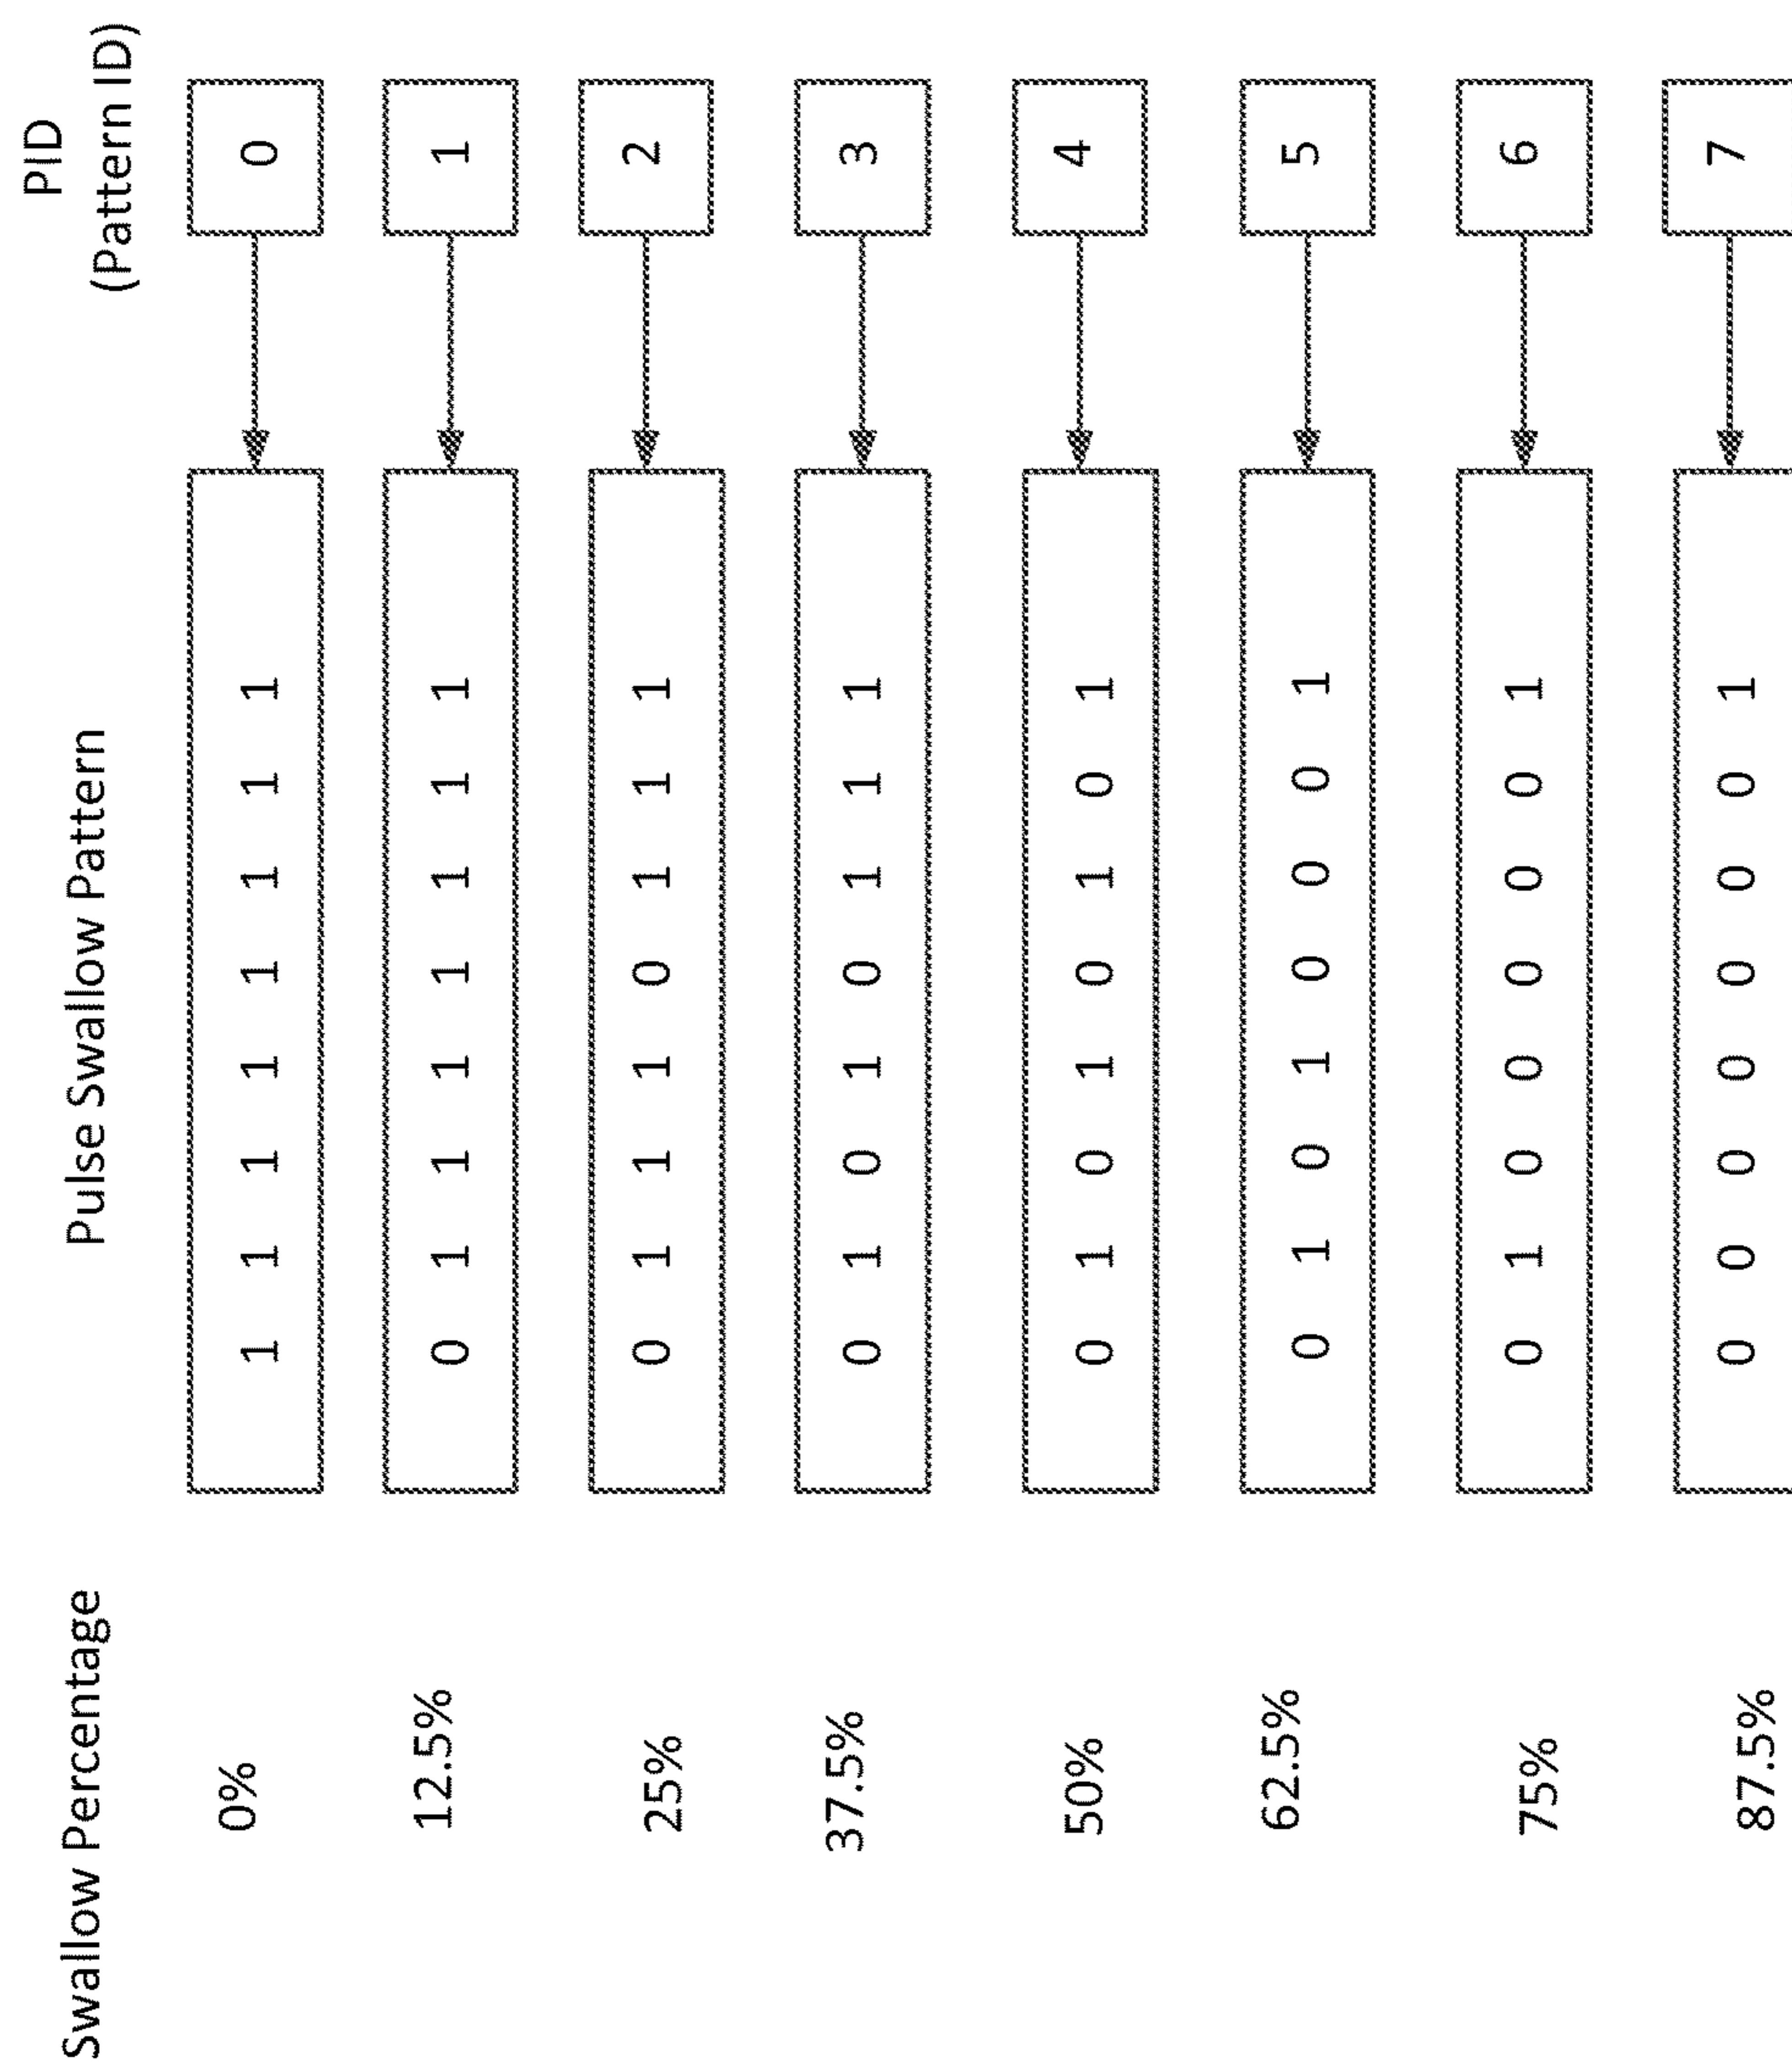 Swallow Percentage Pulse Swallow Pattern PID
(Pattern ID)
0% 1 1 1 1 1 1 1 1 0
12.5% 0 1 1 1 1 1 1 1 1
25% 0 1 1 1 0 1 1 1 2
37.5% 0 1 0 1 0 1 1 1 3
50% 0 1 0 1 0 1 0 1 4
62.5% 0 1 0 1 0 0 0 1 5
75% 0 1 0 0 0 0 0 1 6
87.5% 0 0 0 0 0 0 0 1 7